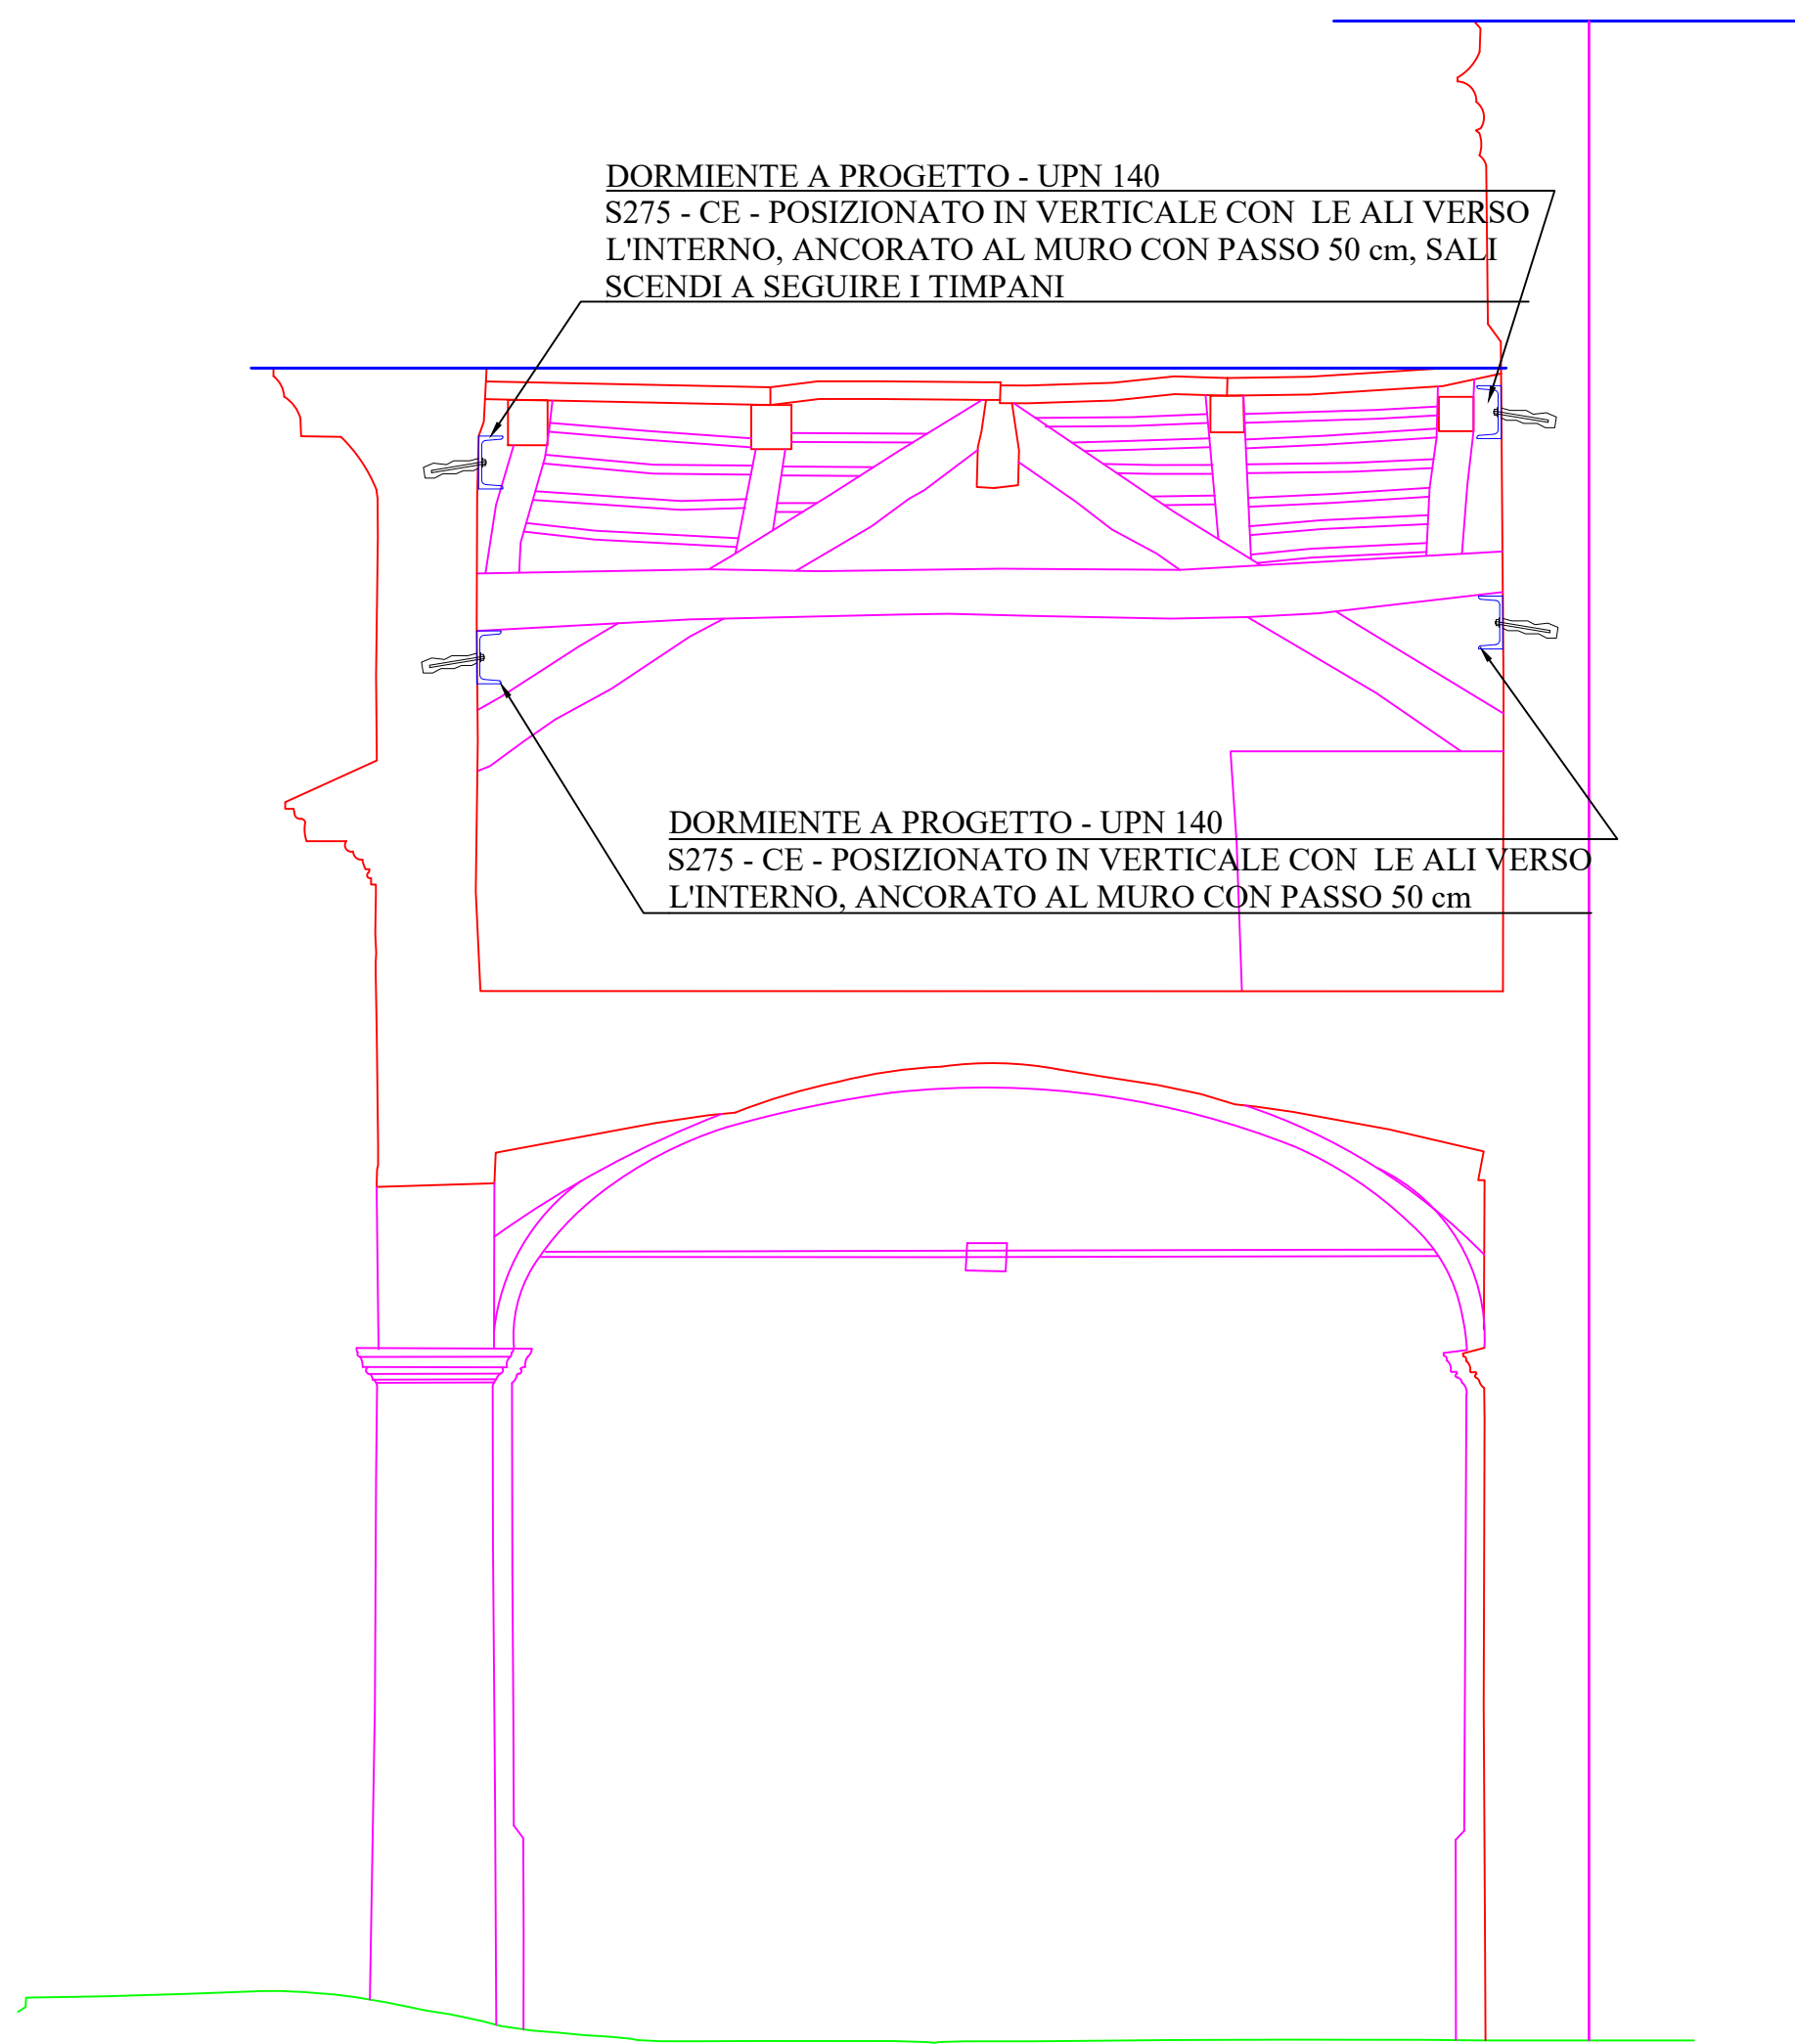 DORMIENTE A PROGETTO - UPN 140
S275 - CE - POSIZIONATO IN VERTICALE CON LE ALI VERSO
L'INTERNO, ANCORATO AL MURO CON PASSO 50 cm, SALI
SCENDI A SEGUIRE I TIMPANI
DORMIENTE A PROGETTO - UPN 140
S275 - CE - POSIZIONATO IN VERTICALE CON LE ALI VERSO
L'INTERNO, ANCORATO AL MURO CON PASSO 50 cm